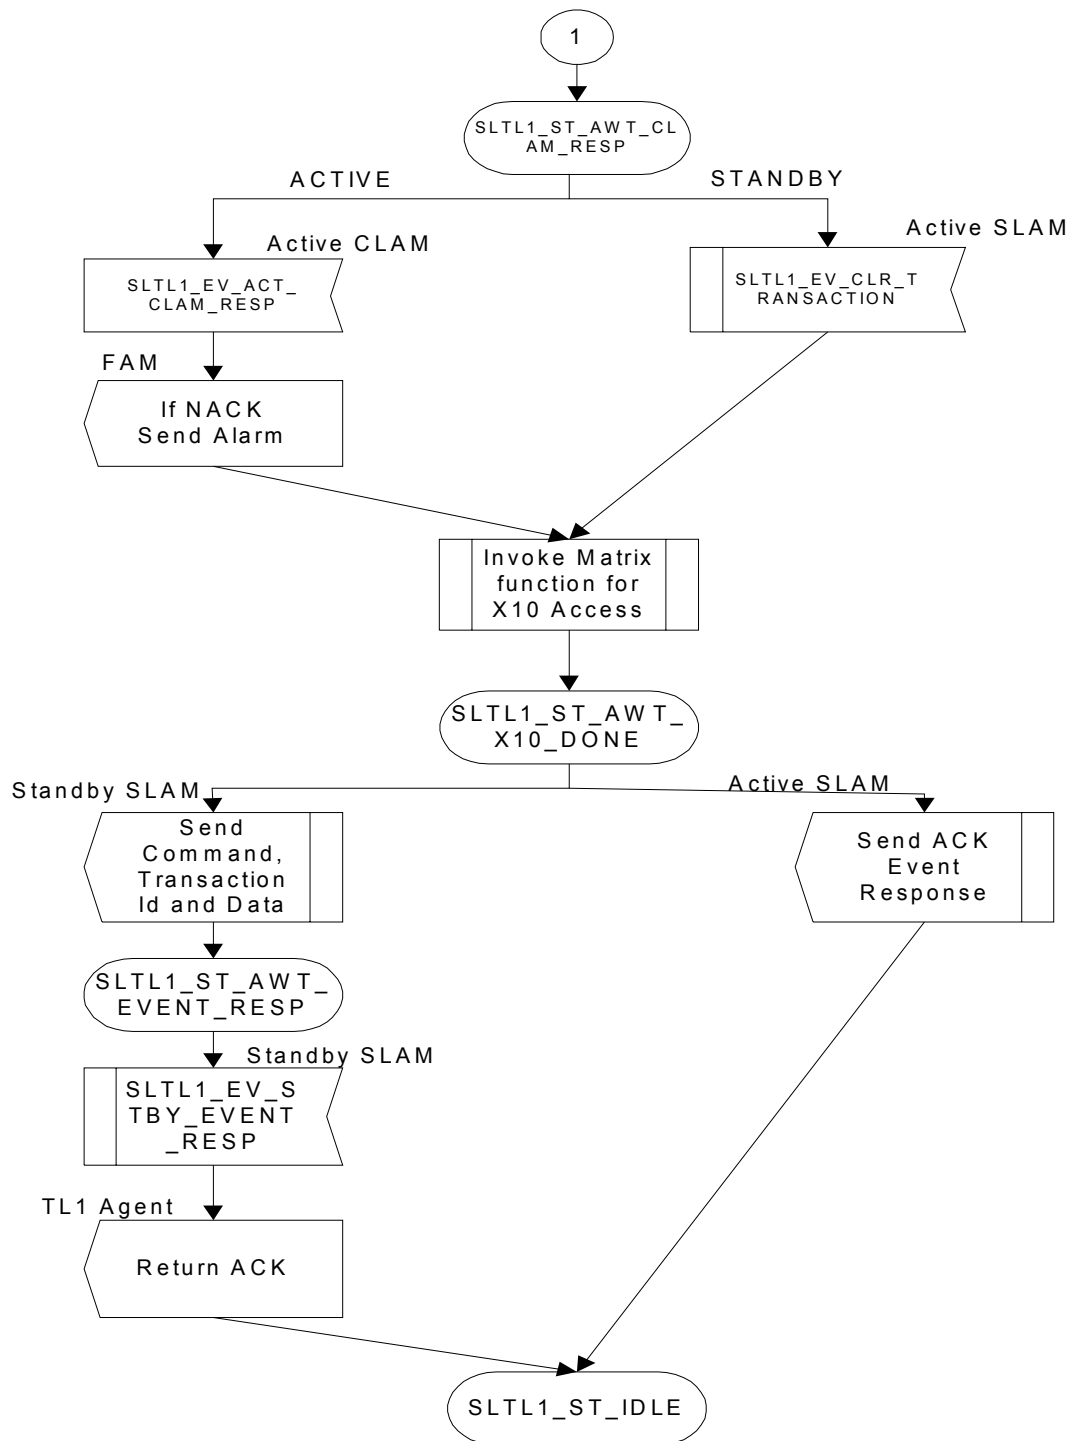 1
SLTL1_ST_AWT_CL
AM_RESP
ACTIVE
STANDBY
Active CLAM
Active SLAM
SLTL1_EV_ACT_
CLAM_RESP
SLTL1_EV_CLR_T
RANSACTION
FAM
If NACK
Send Alarm
Invoke Matrix
function for
X10 Access
SLTL1_ST_AWT_
X10_DONE
Standby SLAM
Active SLAM
Send
Command,
Transaction
Id and Data
Send ACK
Event
Response
SLTL1_ST_AWT_
EVENT_RESP
Standby SLAM
SLTL1_EV_S
TBY_EVENT
_RESP
TL1 Agent
Return ACK
SLTL1_ST_IDLE